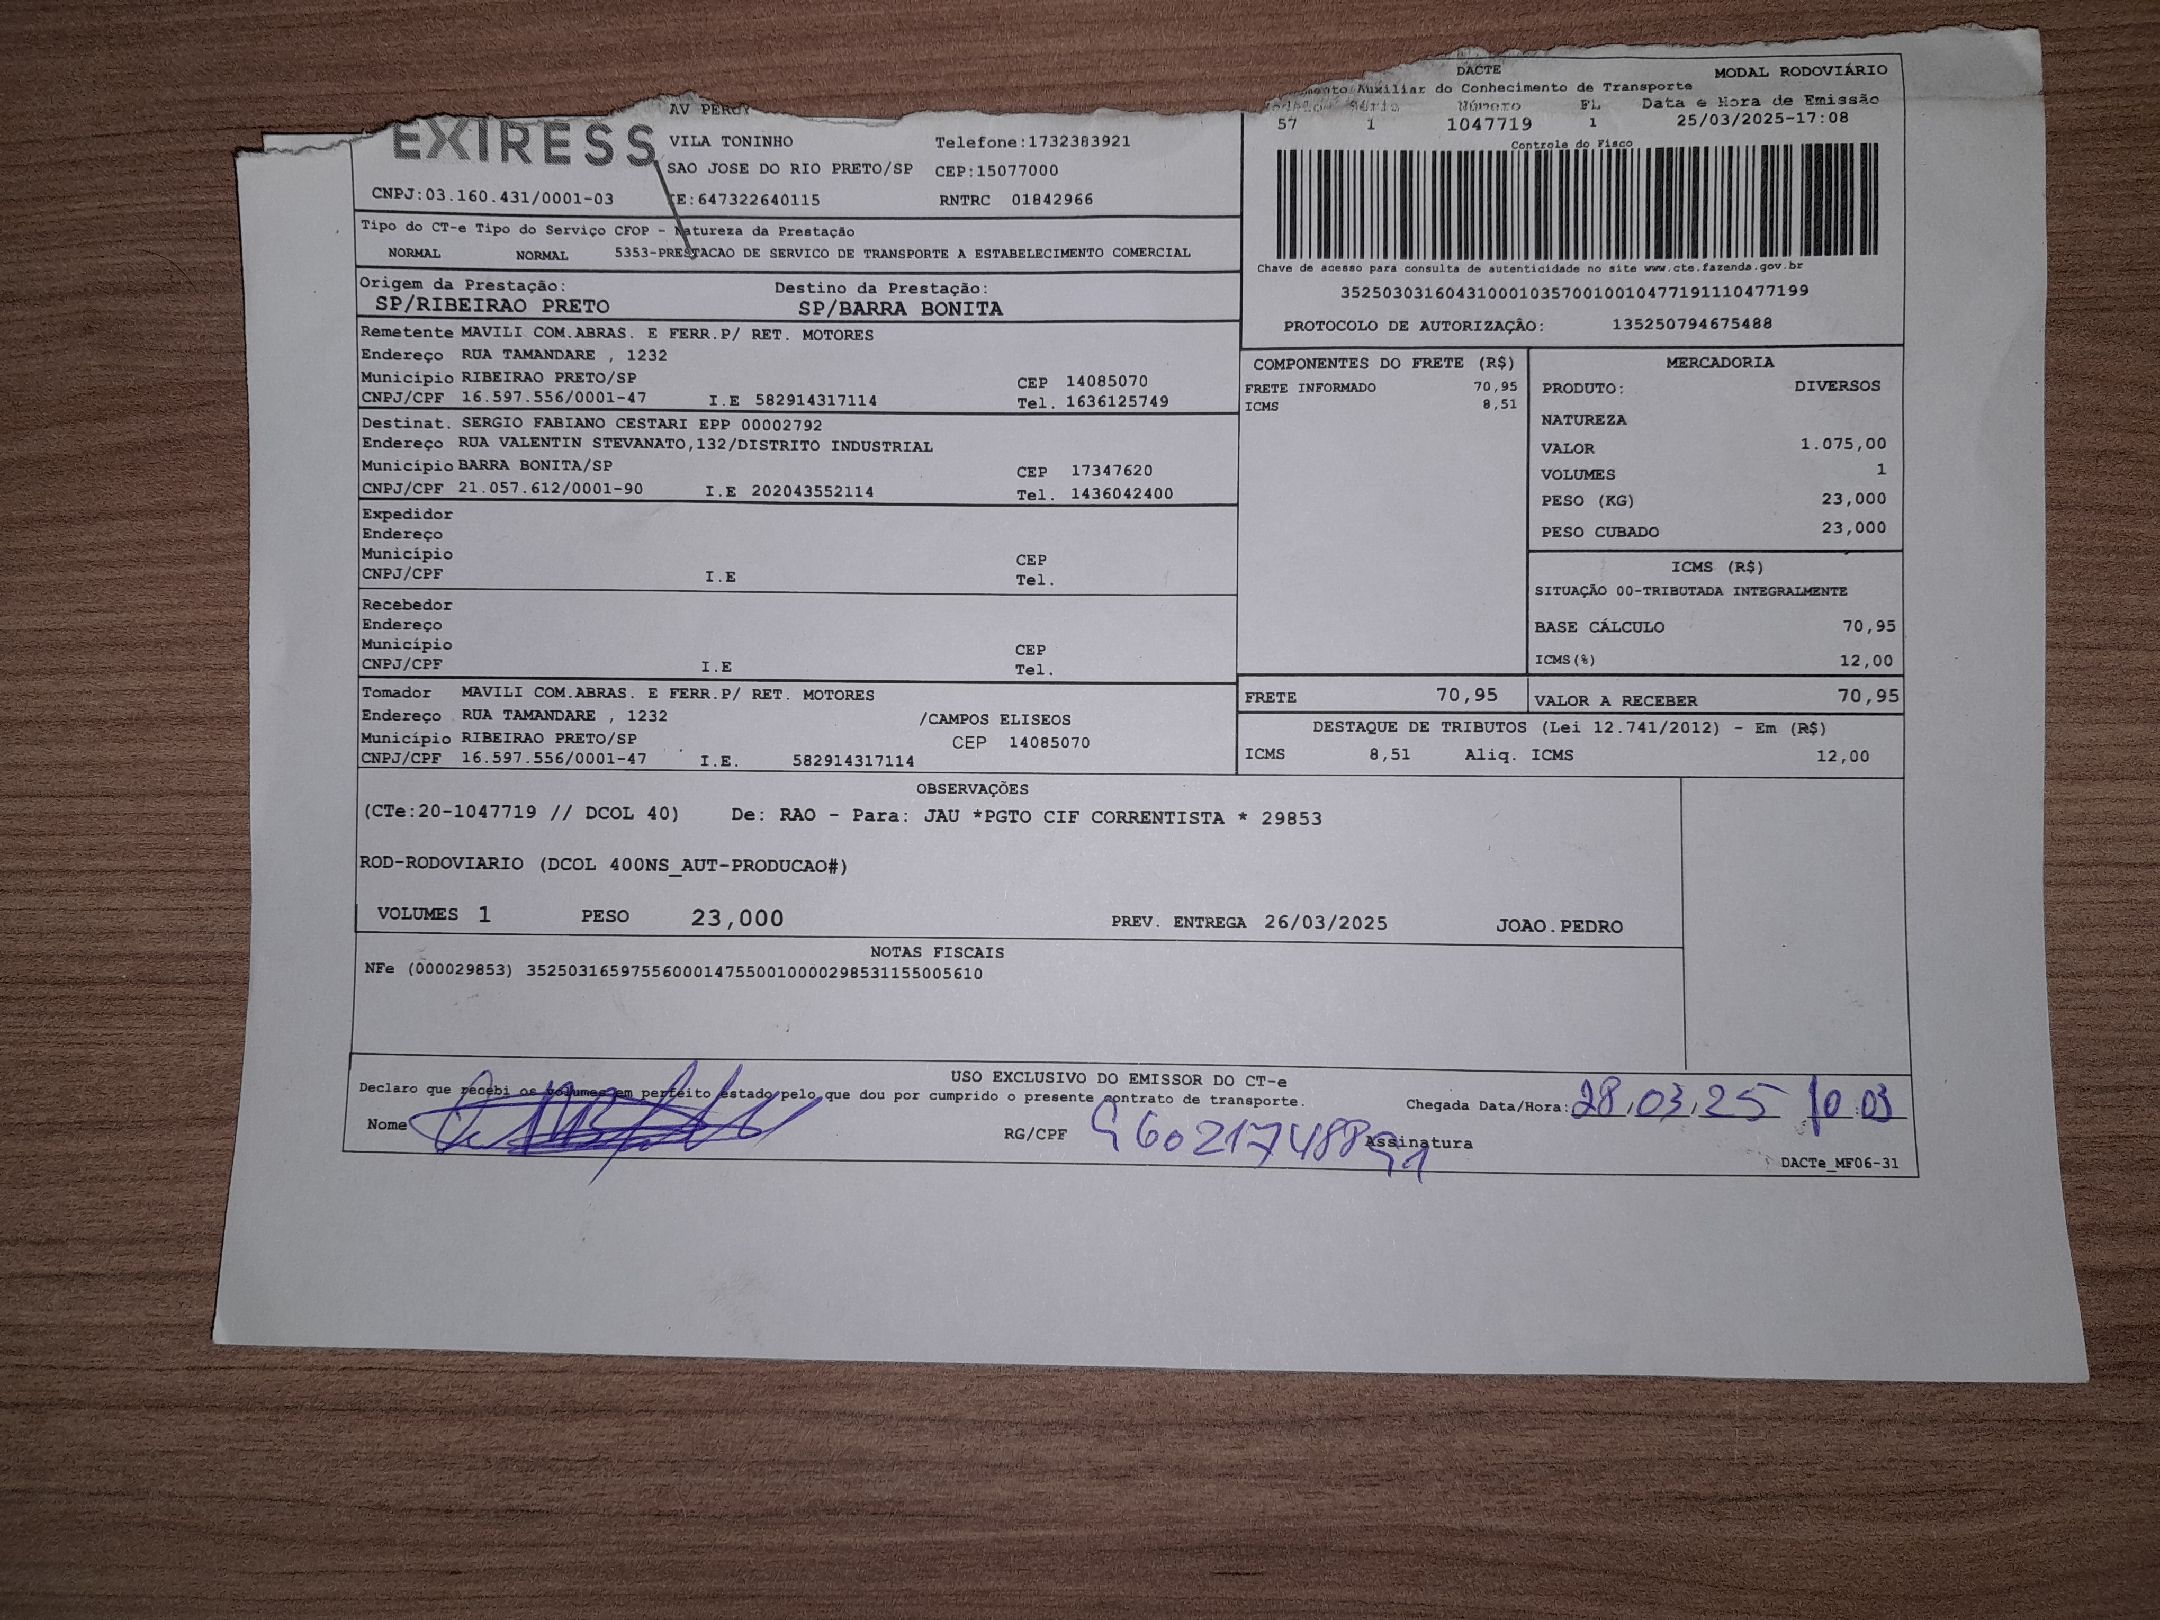 DACTE
MODAL RODOVIÁRIO
Auxiliar do Conhecimento de Transporte
Número FL Data e Hora de Emissão
57 1 1047719 1 25/03/2025-17:08
Controle do Fisco
AV PERCY
EXIRESS
VILA TONINHO Telefone:1732383921
SAO JOSE DO RIO PRETO/SP CEP:15077000
CNPJ:03.160.431/0001-03 IE:647322640115 RNTRC 01842966
Tipo do CT-e Tipo do Serviço CFOP - Natureza da Prestação
NORMAL NORMAL 5353-PRESTACAO DE SERVICO DE TRANSPORTE A ESTABELECIMENTO COMERCIAL
Chave de acesso para consulta de autenticidade no site www.cte.fazenda.gov.br
35250303160431000103570010010477191110477199
PROTOCOLO DE AUTORIZAÇÃO: 135250794675488
Origem da Prestação: Destino da Prestação:
SP/RIBEIRAO PRETO SP/BARRA BONITA
Remetente MAVILI COM.ABRAS. E FERR.P/ RET. MOTORES
Endereço RUA TAMANDARE , 1232
Município RIBEIRAO PRETO/SP CEP 14085070
CNPJ/CPF 16.597.556/0001-47 I.E 582914317114 Tel. 1636125749
Destinat. SERGIO FABIANO CESTARI EPP 00002792
Endereço RUA VALENTIN STEVANATO,132/DISTRITO INDUSTRIAL
Município BARRA BONITA/SP CEP 17347620
CNPJ/CPF 21.057.612/0001-90 I.E 202043552114 Tel. 1436042400
Expedidor
Endereço
Município CEP
CNPJ/CPF I.E Tel.
Recebedor
Endereço
Município CEP
CNPJ/CPF I.E Tel.
Tomador MAVILI COM.ABRAS. E FERR.P/ RET. MOTORES
Endereço RUA TAMANDARE , 1232 /CAMPOS ELISEOS
Município RIBEIRAO PRETO/SP CEP 14085070
CNPJ/CPF 16.597.556/0001-47 I.E. 582914317114
COMPONENTES DO FRETE (R$)
FRETE INFORMADO 70,95
ICMS 8,51
MERCADORIA
PRODUTO: DIVERSOS
NATUREZA
VALOR 1.075,00
VOLUMES 1
PESO (KG) 23,000
PESO CUBADO 23,000
ICMS (R$)
SITUAÇÃO 00-TRIBUTADA INTEGRALMENTE
BASE CÁLCULO 70,95
ICMS(%) 12,00
FRETE 70,95 VALOR A RECEBER 70,95
DESTAQUE DE TRIBUTOS (Lei 12.741/2012) - Em (R$)
ICMS 8,51 Aliq. ICMS 12,00
OBSERVAÇÕES
(CTe:20-1047719 // DCOL 40) De: RAO - Para: JAU *PGTO CIF CORRENTISTA * 29853
ROD-RODOVIARIO (DCOL 400NS_AUT-PRODUCAO#)
VOLUMES 1 PESO 23,000 PREV. ENTREGA 26/03/2025 JOAO.PEDRO
NOTAS FISCAIS
NFe (000029853) 35250316597556000147550010000298531155005610
USO EXCLUSIVO DO EMISSOR DO CT-e
Declaro que recebi os volumes em perfeito estado pelo que dou por cumprido o presente contrato de transporte.
Chegada Data/Hora: 28.03.25 10:03
Nome RG/CPF Assinatura
DACTe_MF06-31